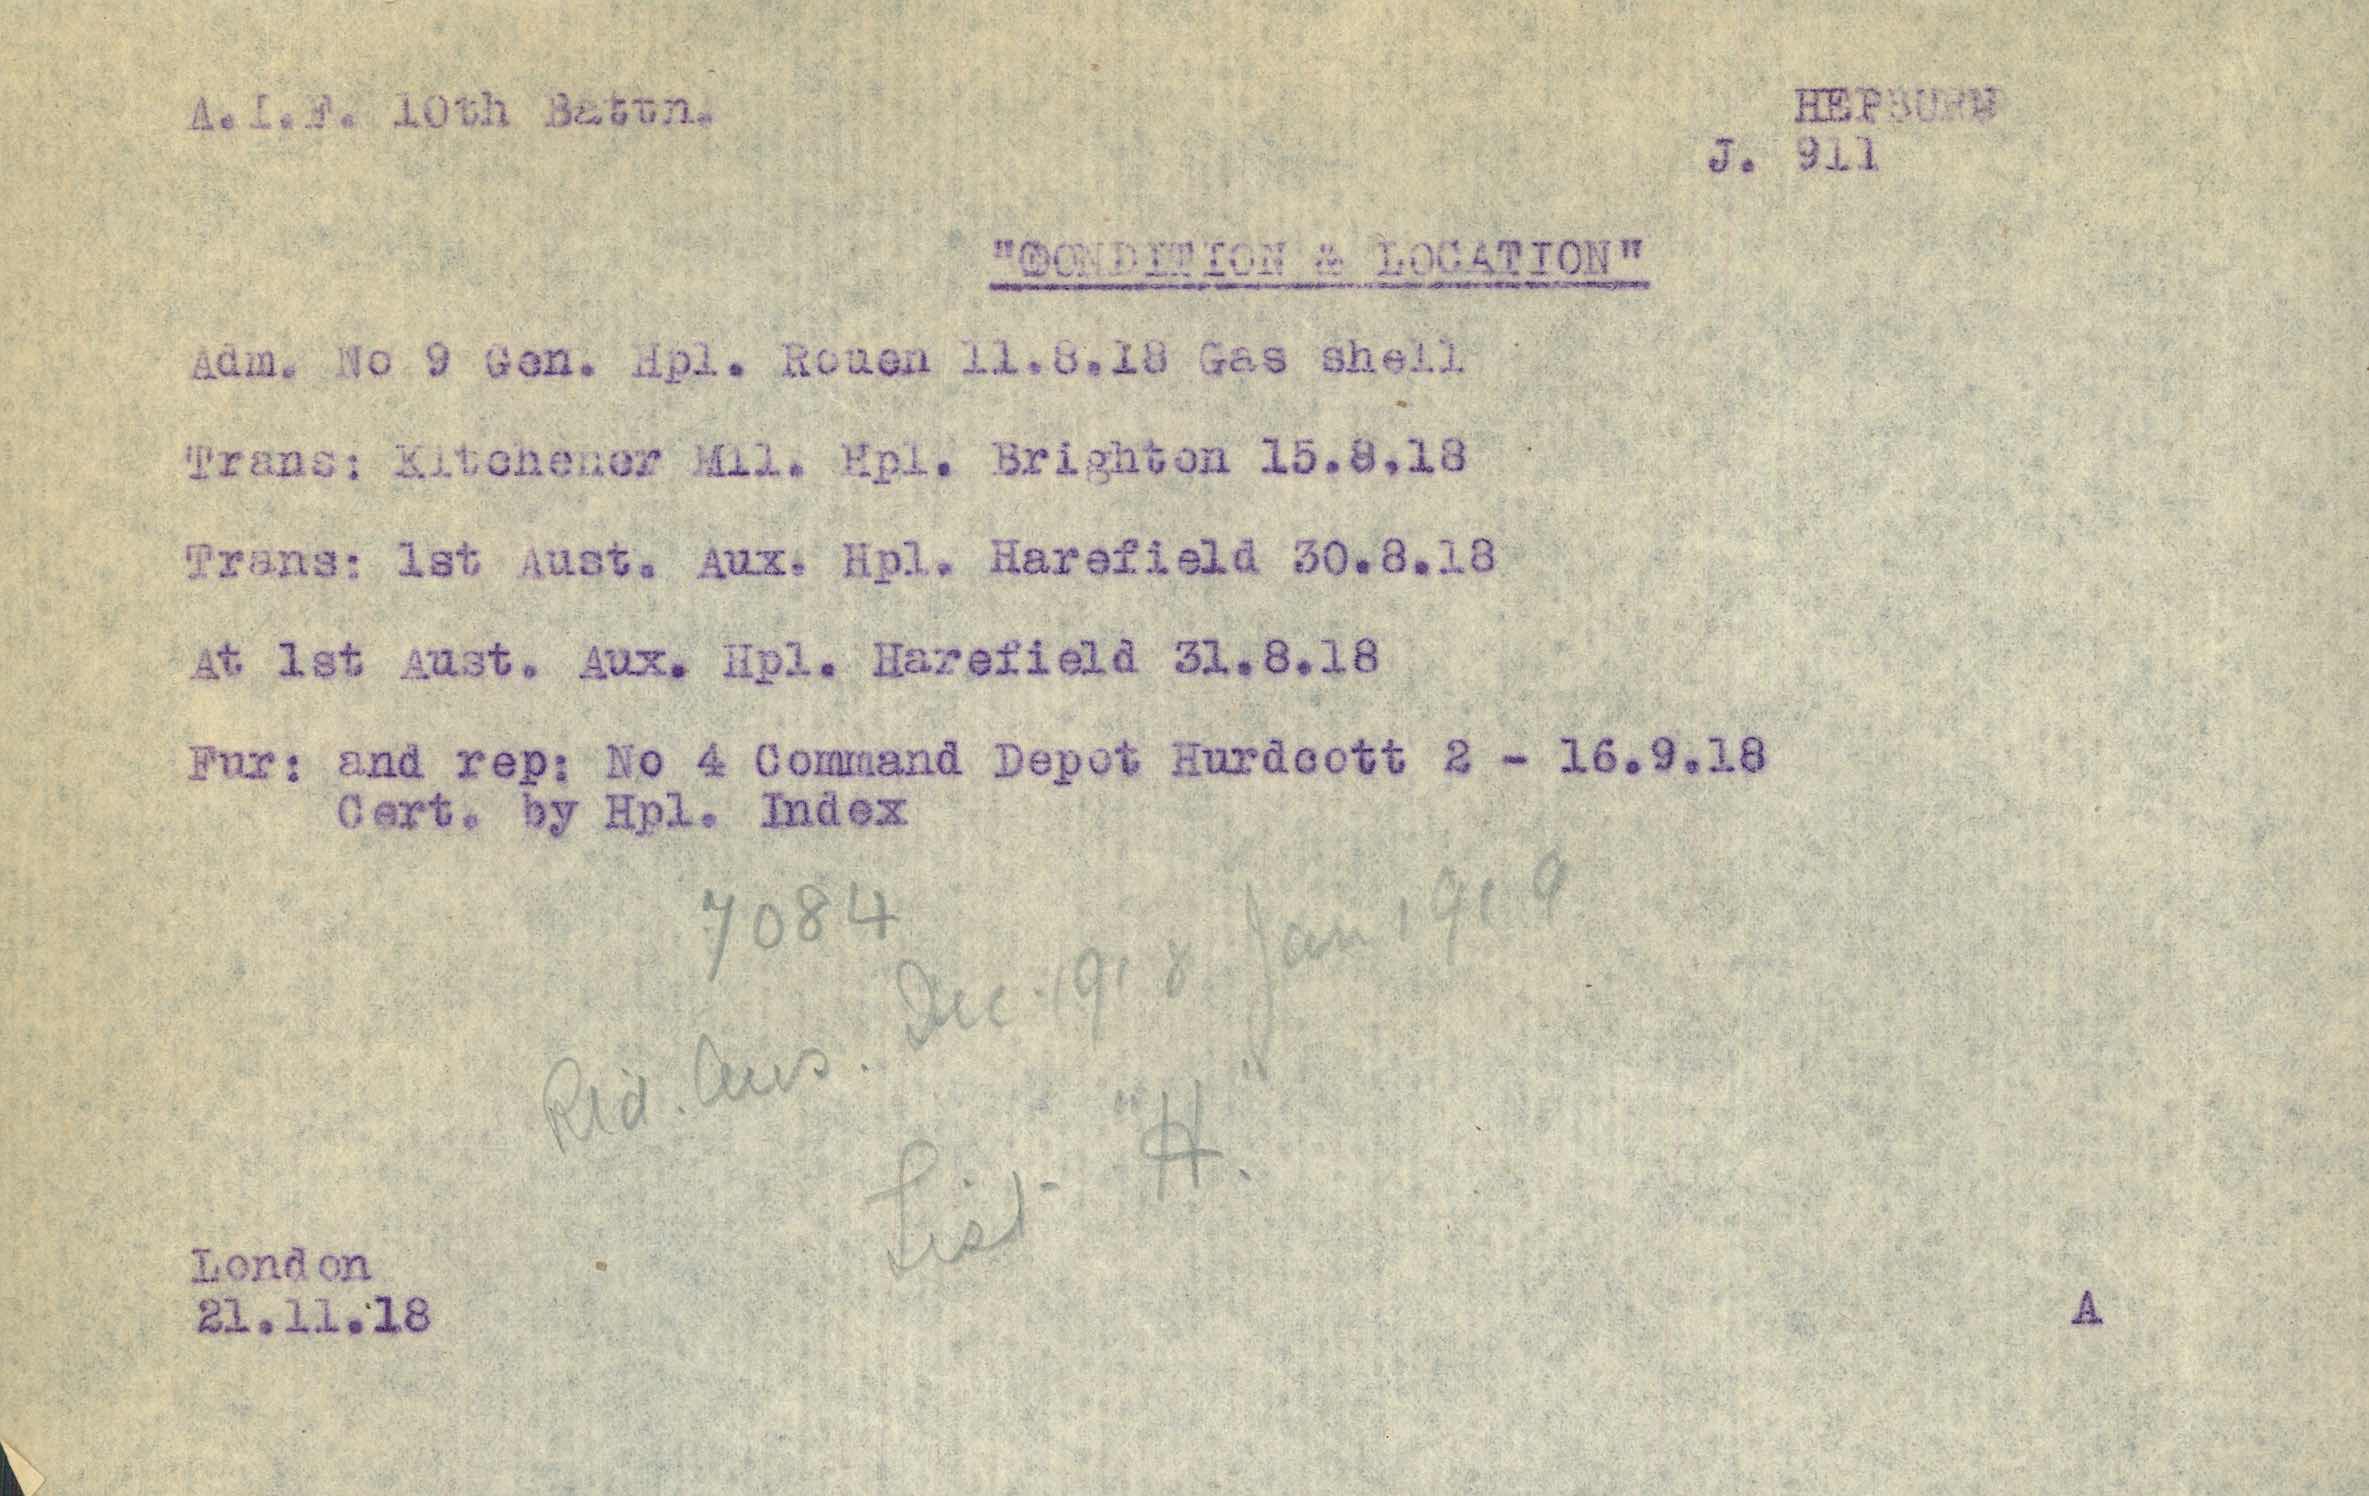 A.I.F. 10th Battn.
HEPBURN
J. 911
"CONDITION & LOCATION"
Adm. No 9 Gen. Hpl. Rouen 11.8.18 Gas shell
Trans: Kitchener Mil. Hpl. Brighton 15.8.18
Trans: 1st Aust. Aux. Hpl. Harefield 30.8.18
At 1st Aust. Aux. Hpl. Harefield 31.8.18
Fur: and rep: No 4 Command Depot Hurdcott 2 - 16.9.18
Cert. by Hpl. Index
7084
Rtd. Aus. Dec. 1918 Jan 1919
List "H".
London
21.11.18
A